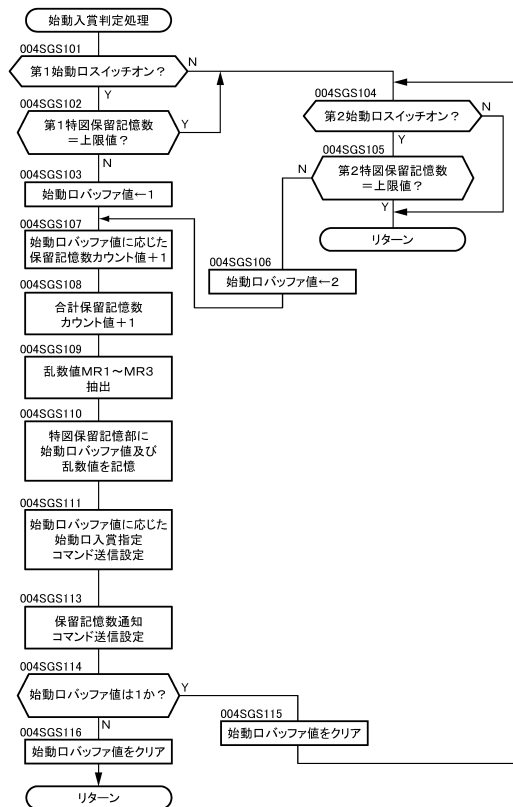 始動入賞判定処理
004SGS101
第1始動口スイッチオン？
N
Y
004SGS102
第1特図保留記憶数
＝上限値？
Y
N
004SGS103
始動口バッファ値←1
004SGS104
第2始動口スイッチオン？
N
Y
004SGS105
第2特図保留記憶数
＝上限値？
N
Y
リターン
004SGS106
始動口バッファ値←2
004SGS107
始動口バッファ値に応じた
保留記憶数カウント値＋1
004SGS108
合計保留記憶数
カウント値＋1
004SGS109
乱数値MR1～MR3
抽出
004SGS110
特図保留記憶部に
始動口バッファ値及び
乱数値を記憶
004SGS111
始動口バッファ値に応じた
始動口入賞指定
コマンド送信設定
004SGS113
保留記憶数通知
コマンド送信設定
004SGS114
始動口バッファ値は1か？
Y
N
004SGS115
始動口バッファ値をクリア
004SGS116
始動口バッファ値をクリア
リターン